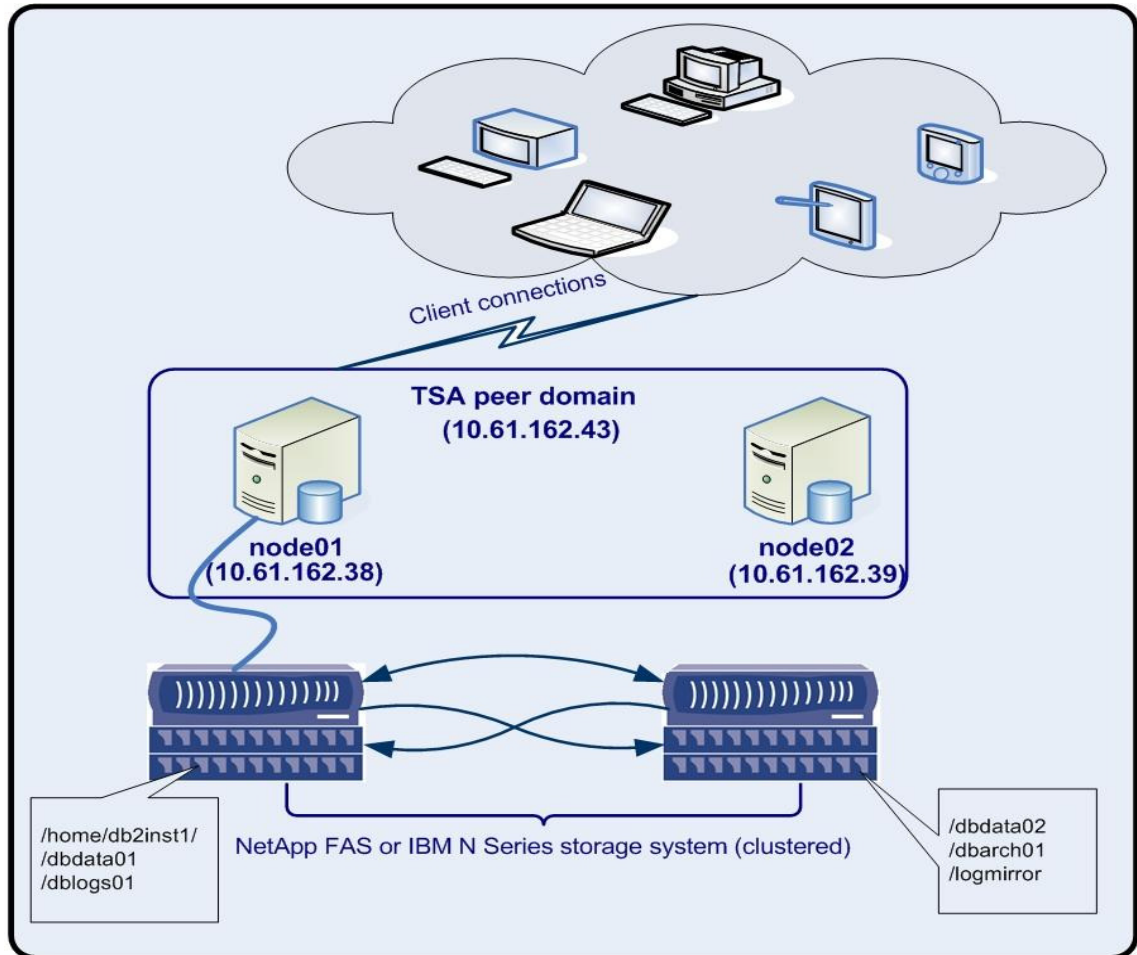 Client connections
TSA peer domain
(10.61.162.43)
node01
(10.61.162.38)
node02
(10.61.162.39)
/home/db2inst1/
/dbdata01
/dblogs01
NetApp FAS or IBM N Series storage system (clustered)
/dbdata02
/dbarch01
/logmirror